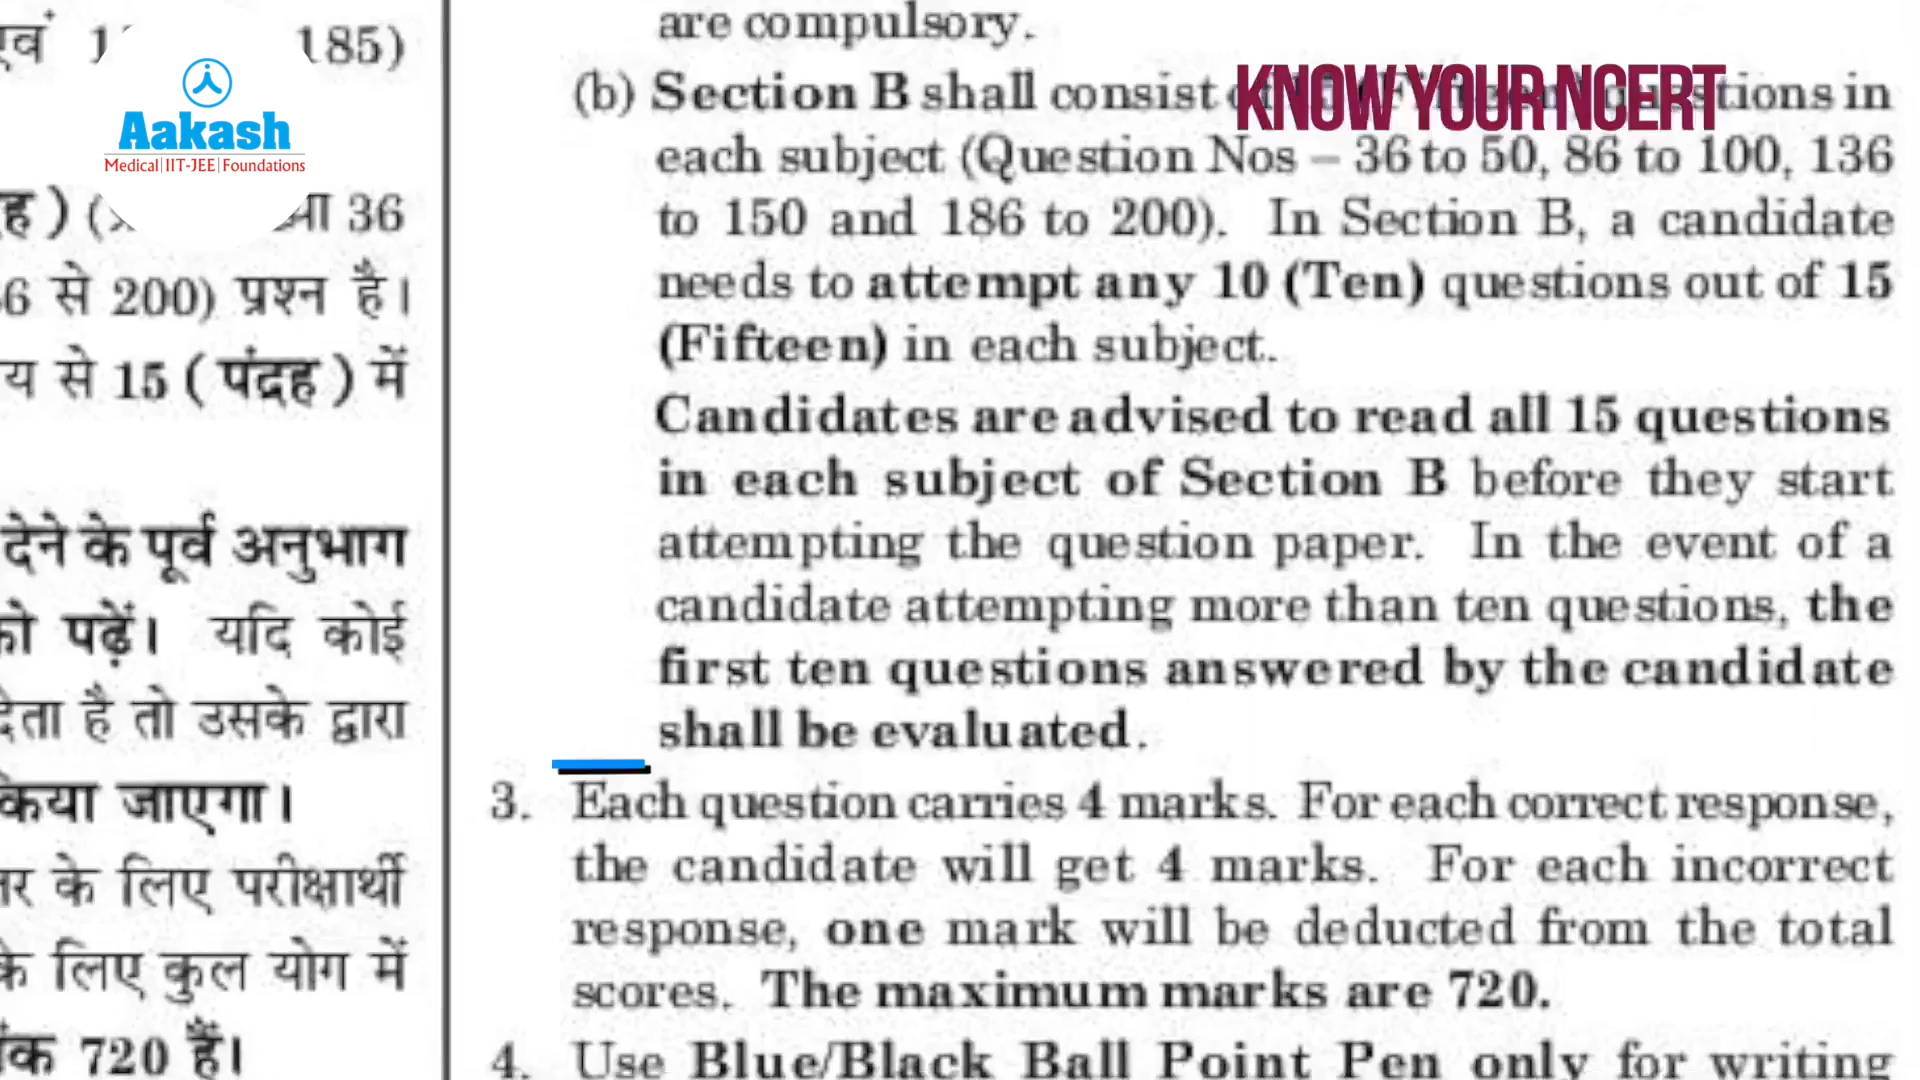 एवं 1 185)
Aakash
Medical|IIT-JEE|Foundations
ह ) ( 36
6 से 200) प्रश्न है।
य से 15 ( पंद्रह ) में
देने के पूर्व अनुभाग
को पढ़ें। यदि कोई
देता है तो उसके द्वारा
किया जाएगा।
तर के लिए परीक्षार्थी
के लिए कुल योग में
अंक 720 हैं।
are compulsory.
KNOW YOUR NCERT
(b) Section B shall consist questions in
each subject (Question Nos – 36 to 50, 86 to 100, 136
to 150 and 186 to 200). In Section B, a candidate
needs to attempt any 10 (Ten) questions out of 15
(Fifteen) in each subject.
Candidates are advised to read all 15 questions
in each subject of Section B before they start
attempting the question paper. In the event of a
candidate attempting more than ten questions, the
first ten questions answered by the candidate
shall be evaluated.
3. Each question carries 4 marks. For each correct response,
the candidate will get 4 marks. For each incorrect
response, one mark will be deducted from the total
scores. The maximum marks are 720.
4. Use Blue/Black Ball Point Pen only for writing